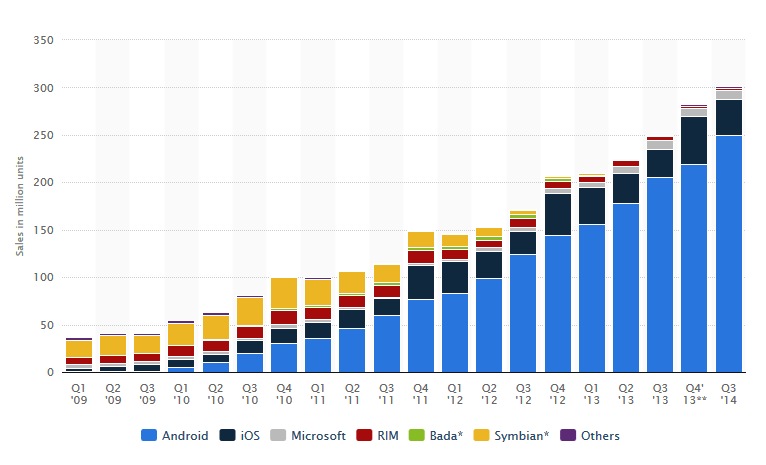 350
300
250
200
150
100
50
0
Sales in million units
Q1 '09
Q2 '09
Q3 '09
Q1 '10
Q2 '10
Q3 '10
Q4 '10
Q1 '11
Q2 '11
Q3 '11
Q4 '11
Q1 '12
Q2 '12
Q3 '12
Q4 '12
Q1 '13
Q2 '13
Q3 '13
Q4' 13**
Q3 '14
Android iOS Microsoft RIM Bada* Symbian* Others